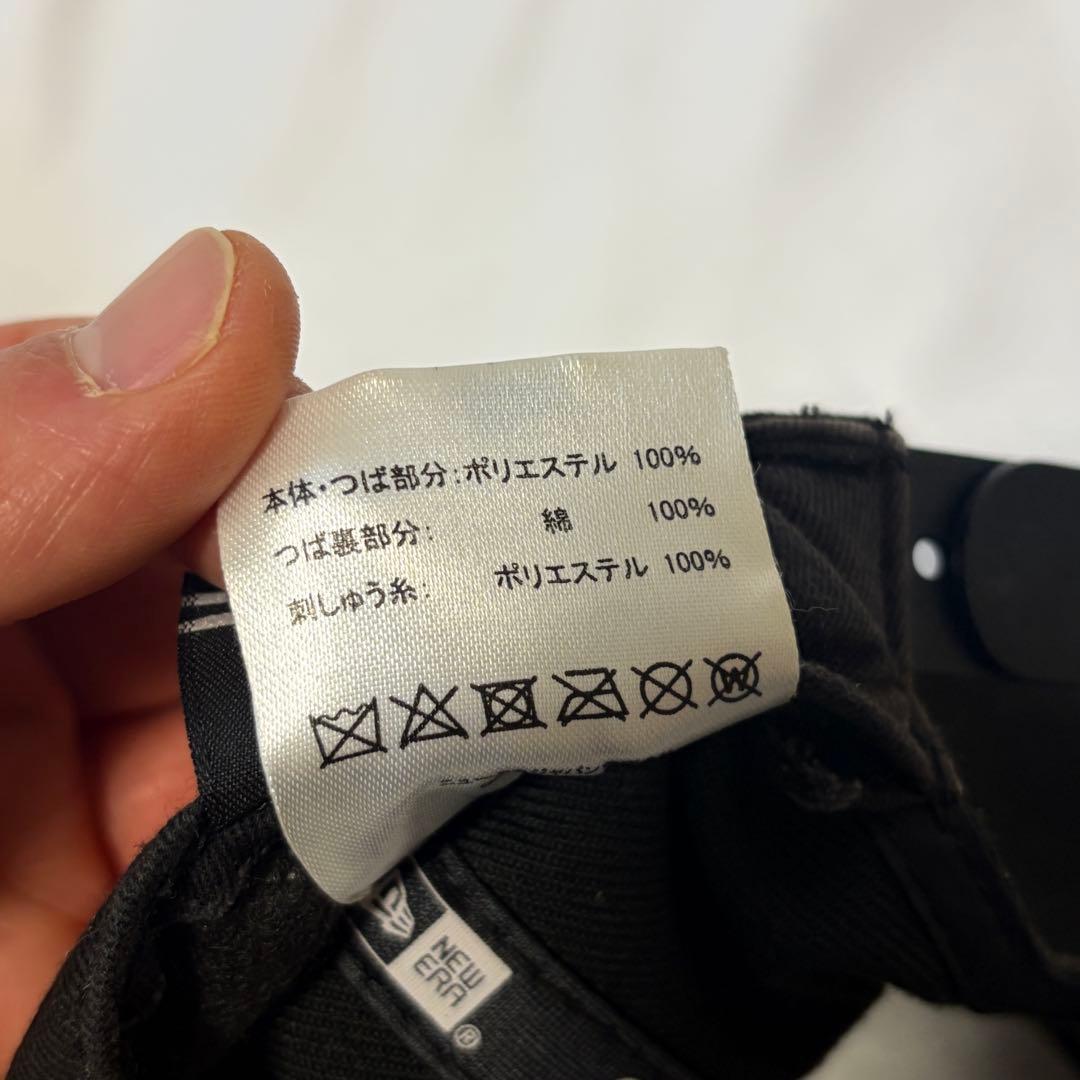 本体・つば部分:ポリエステル 100%
つば裏部分: 綿 100%
刺しゅう糸: ポリエステル 100%
W
NEW
ERA
®